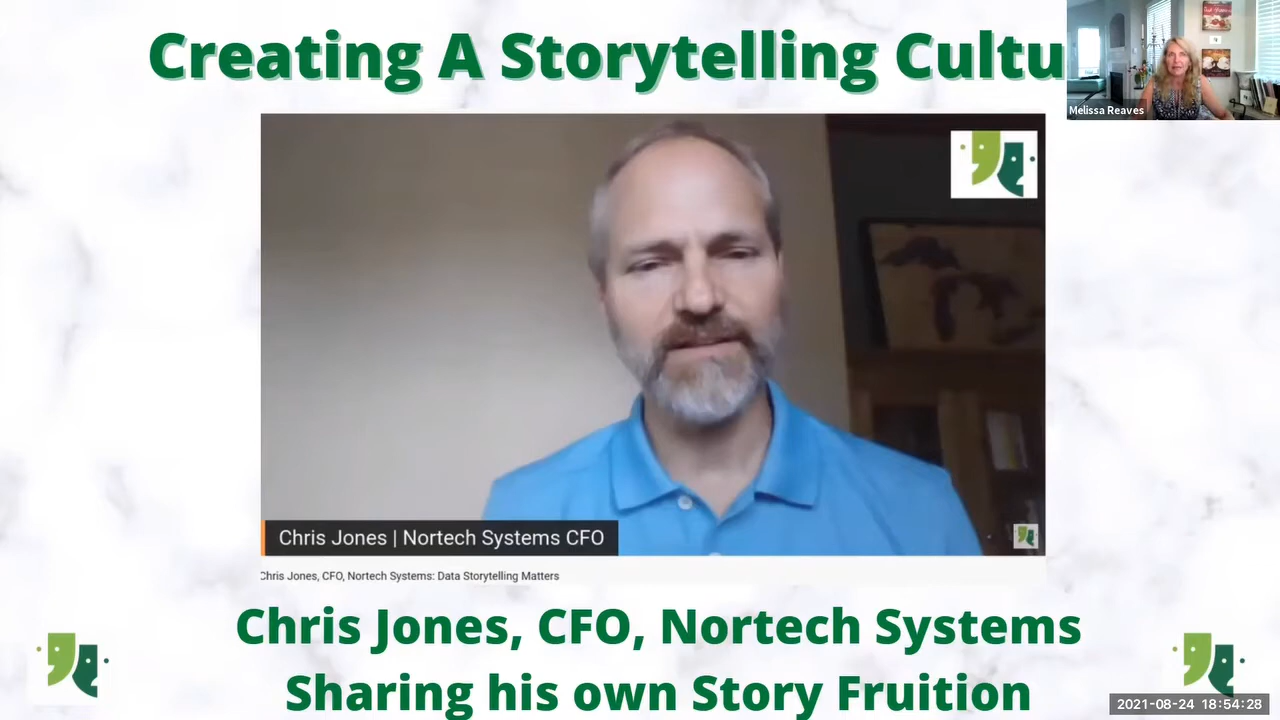 Creating A Storytelling Cultu
Melissa Reaves
Chris Jones | Nortech Systems CFO
Chris Jones, CFO, Nortech Systems: Data Storytelling Matters
Chris Jones, CFO, Nortech Systems
Sharing his own Story Fruition
2021-08-24 18:54:28